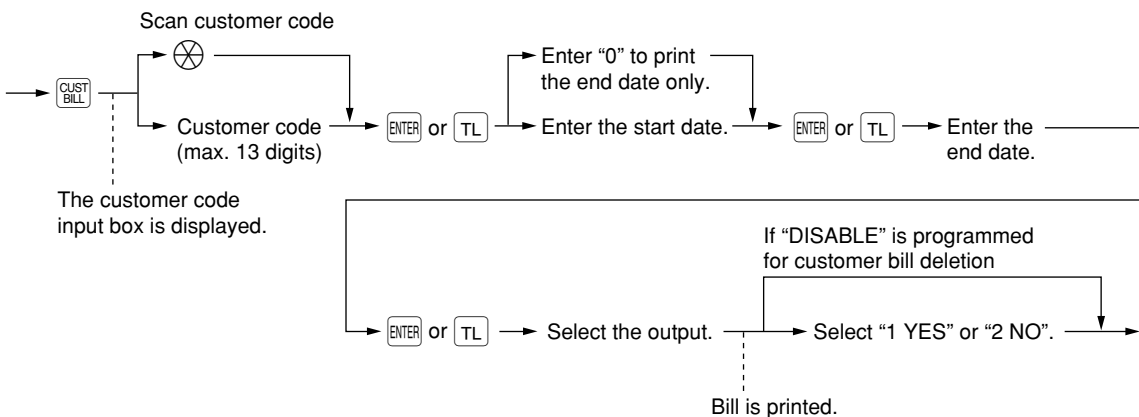 Scan customer code
CUST BILL
Customer code
(max. 13 digits)
The customer code
input box is displayed.
ENTER or TL
Enter “0” to print
the end date only.
Enter the start date.
ENTER or TL
Enter the
end date.
ENTER or TL
Select the output.
If “DISABLE” is programmed
for customer bill deletion
Select “1 YES” or “2 NO”.
Bill is printed.